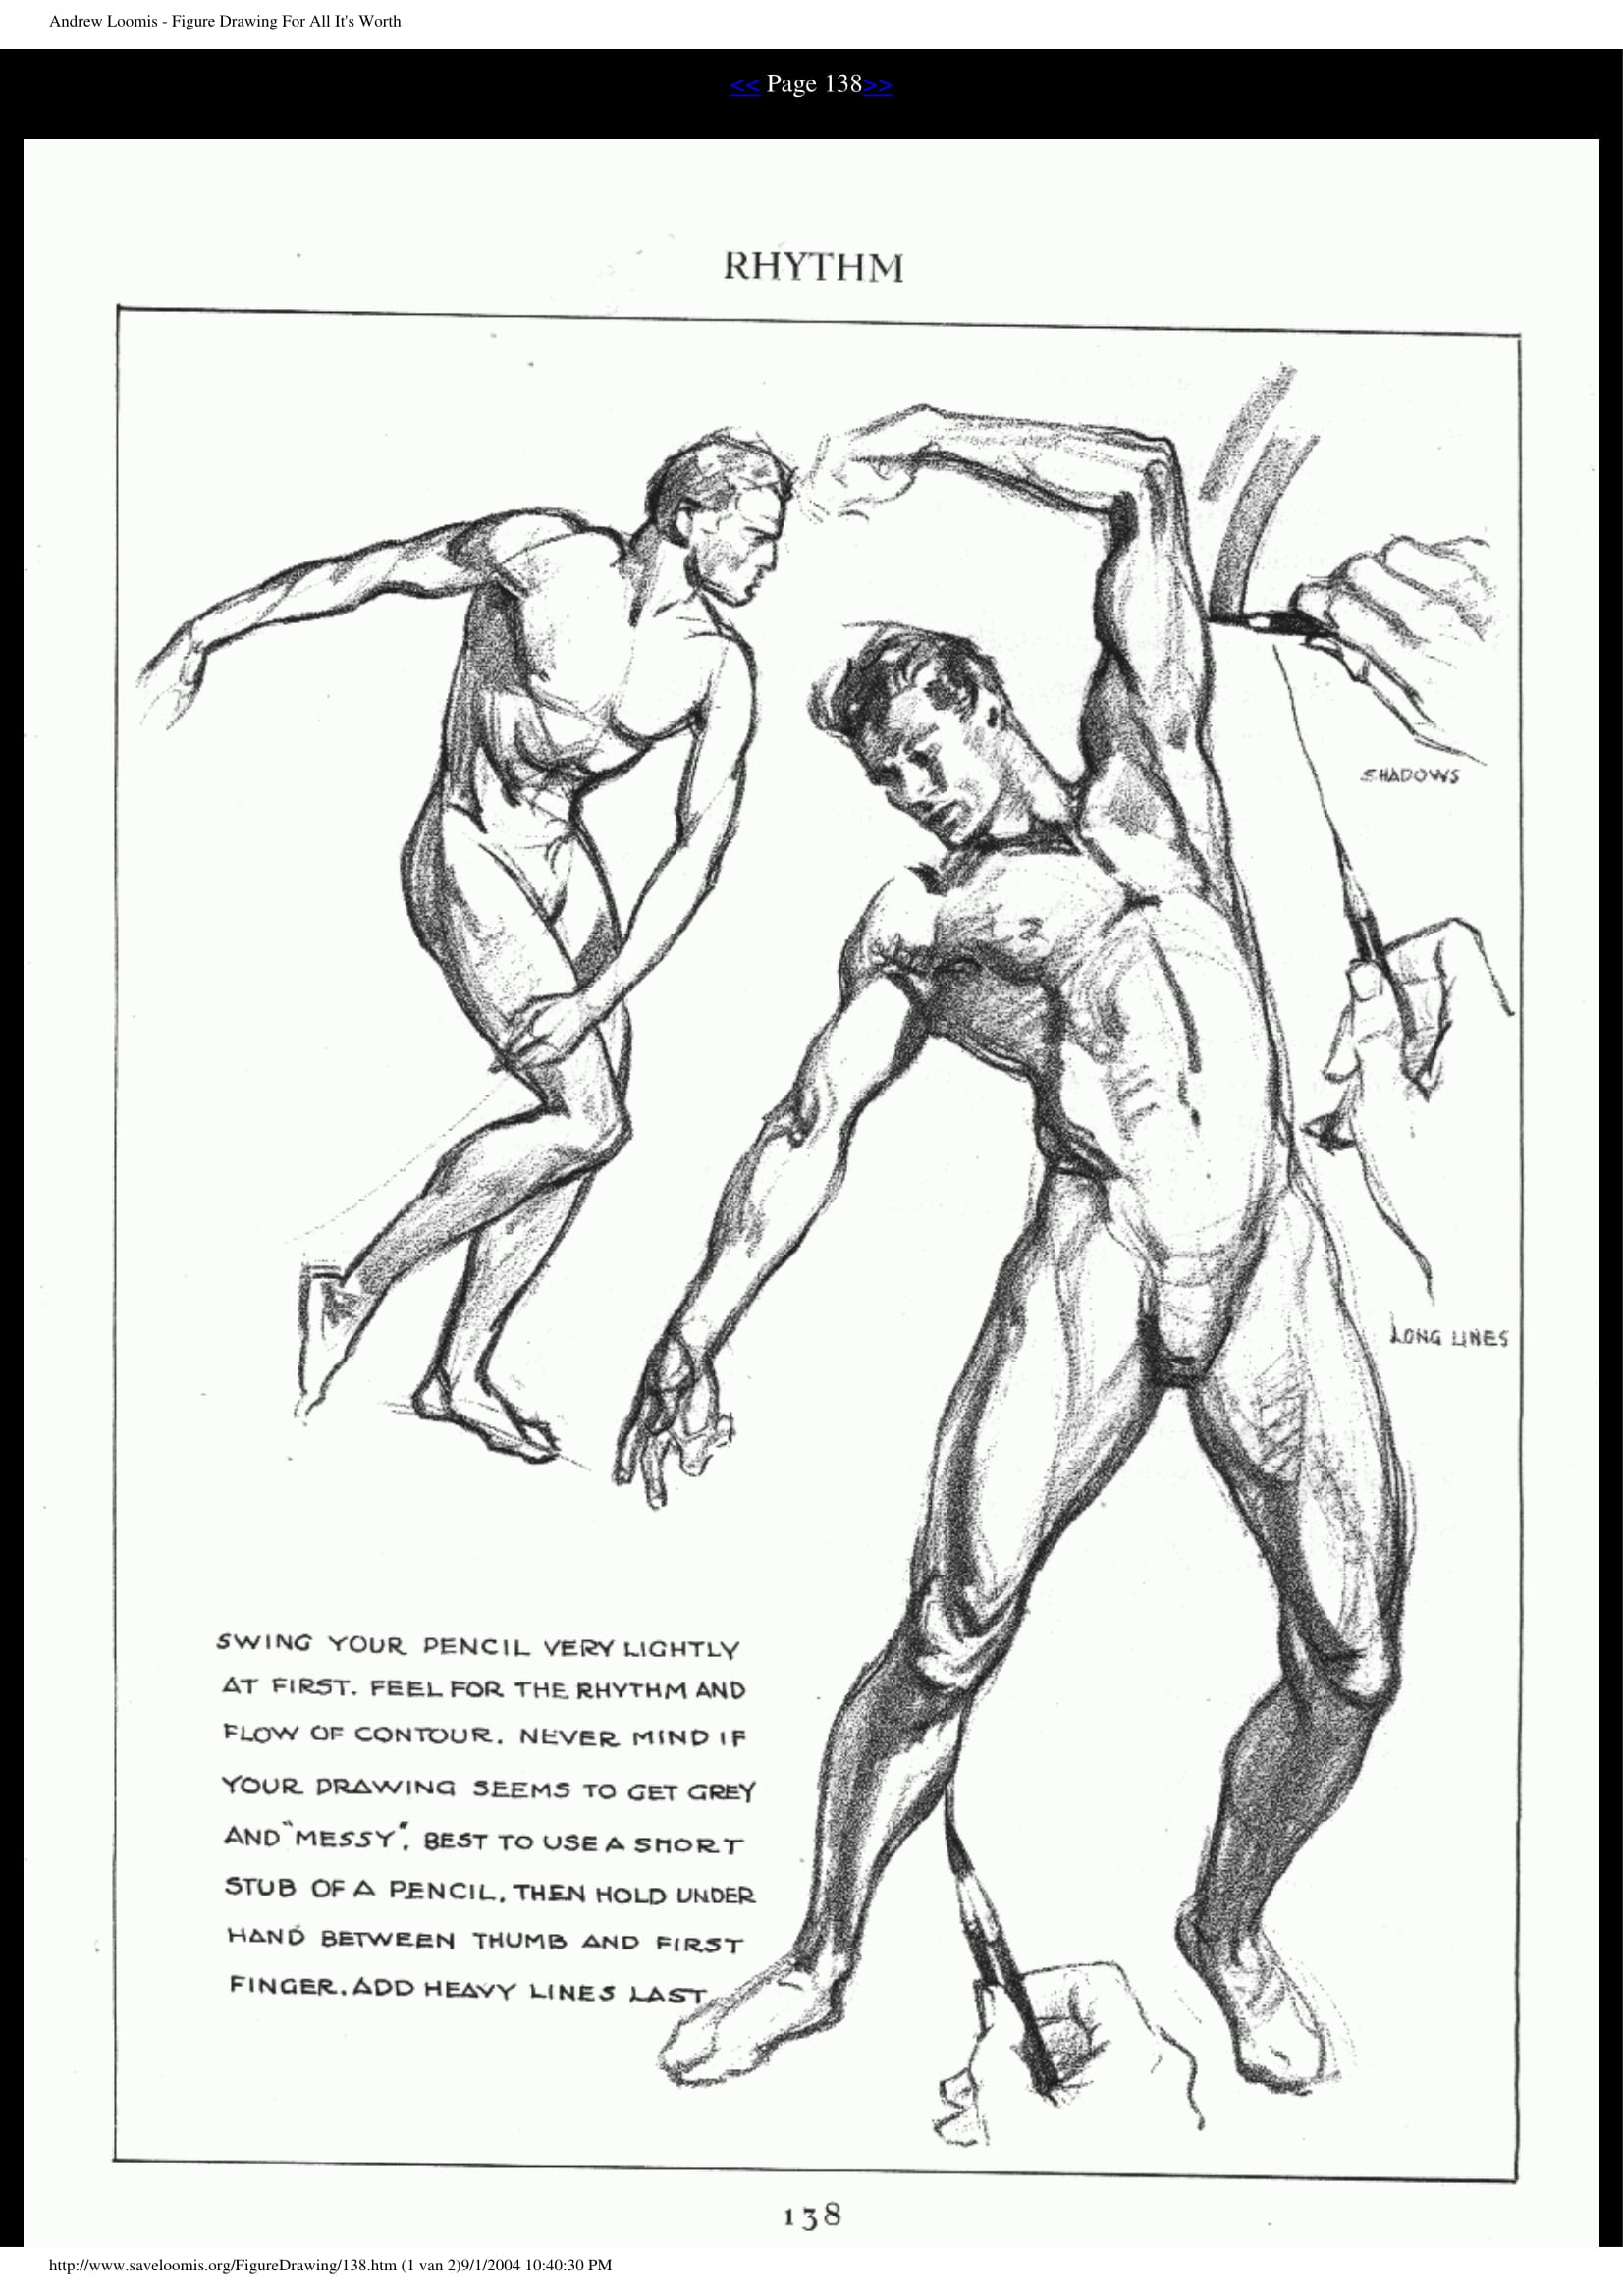 Andrew Loomis - Figure Drawing For All It's Worth
<< Page 138>>
RHYTHM
SHADOWS
LONG LINES
SWING YOUR PENCIL VERY LIGHTLY
AT FIRST. FEEL FOR THE RHYTHM AND
FLOW OF CONTOUR. NEVER MIND IF
YOUR DRAWING SEEMS TO GET GREY
AND "MESSY". BEST TO USE A SHORT
STUB OF A PENCIL, THEN HOLD UNDER
HAND BETWEEN THUMB AND FIRST
FINGER. ADD HEAVY LINES LAST
138
http://www.saveloomis.org/FigureDrawing/138.htm (1 van 2)9/1/2004 10:40:30 PM